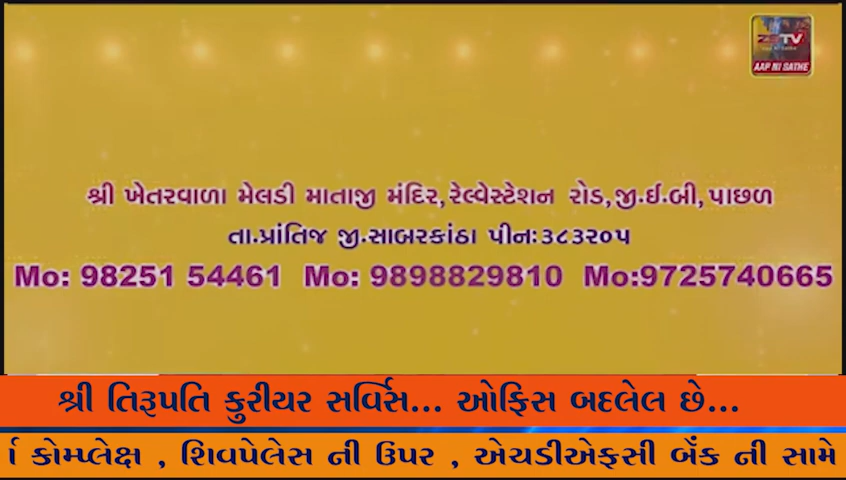 ZETV
AAP NI SATHE
શ્રી ખેતરવાળા મેલડી માતાજી મંદિર,રેલ્વેસ્ટેશન રોડ,જી.ઈ.બી,પાછળ
તા.પ્રાંતિજ જી.સાબરકાંઠા પીનઃ૩૮૩૨૦૫
Mo: 98251 54461 Mo: 9898829810 Mo:9725740665
શ્રી તિરૂપતિ કુરીયર સર્વિસ... ઓફિસ બદલેલ છે...
કોમ્પ્લેક્ષ , શિવપેલેસ ની ઉપર , એચડીએફસી બેંક ની સામે